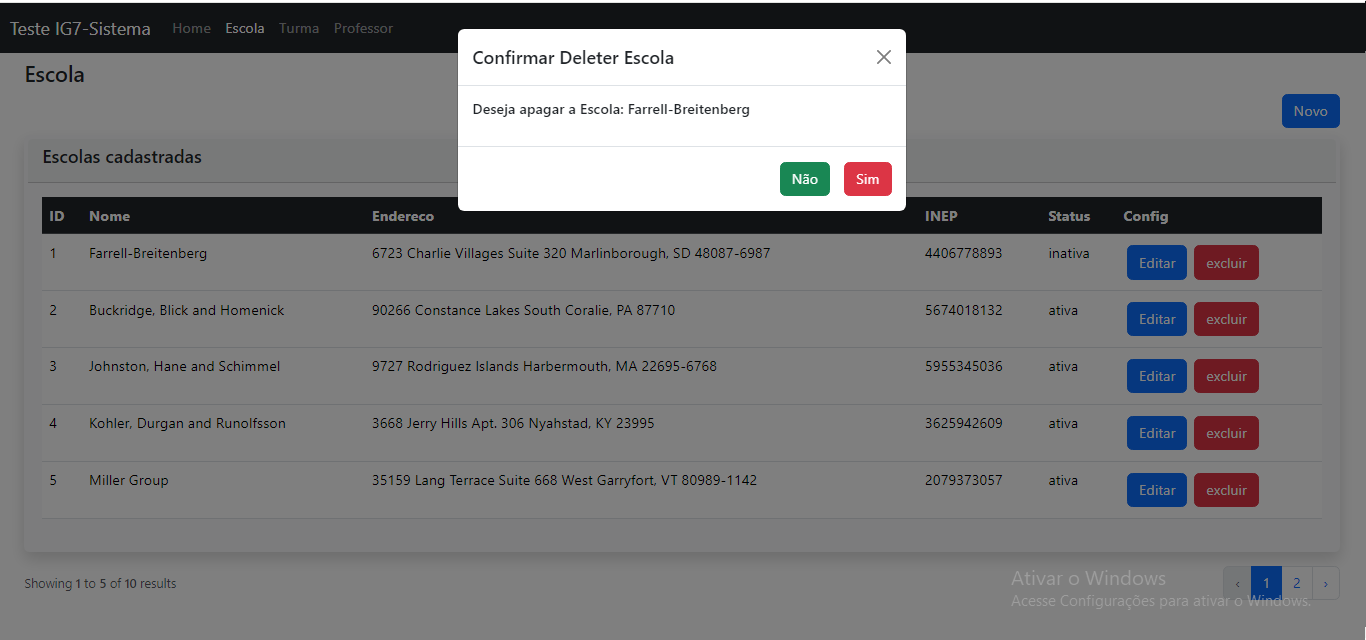 Teste IG7-Sistema Home Escola Turma Professor
Confirmar Deleter Escola
Escola
Deseja apagar a Escola: Farrell-Breitenberg
Novo
Escolas cadastradas
Não Sim
ID Nome Endereco INEP Status Config
1 Farrell-Breitenberg 6723 Charlie Villages Suite 320 Marlinborough, SD 48087-6987 4406778893 inativa Editar excluir
2 Buckridge, Blick and Homenick 90266 Constance Lakes South Coralie, PA 87710 5674018132 ativa Editar excluir
3 Johnston, Hane and Schimmel 9727 Rodriguez Islands Harbermouth, MA 22695-6768 5955345036 ativa Editar excluir
4 Kohler, Durgan and Runolfsson 3668 Jerry Hills Apt. 306 Nyahstad, KY 23995 3625942609 ativa Editar excluir
5 Miller Group 35159 Lang Terrace Suite 668 West Garryfort, VT 80989-1142 2079373057 ativa Editar excluir
Showing 1 to 5 of 10 results ‹ 1 2 ›
Ativar o Windows
Acesse Configurações para ativar o Windows.